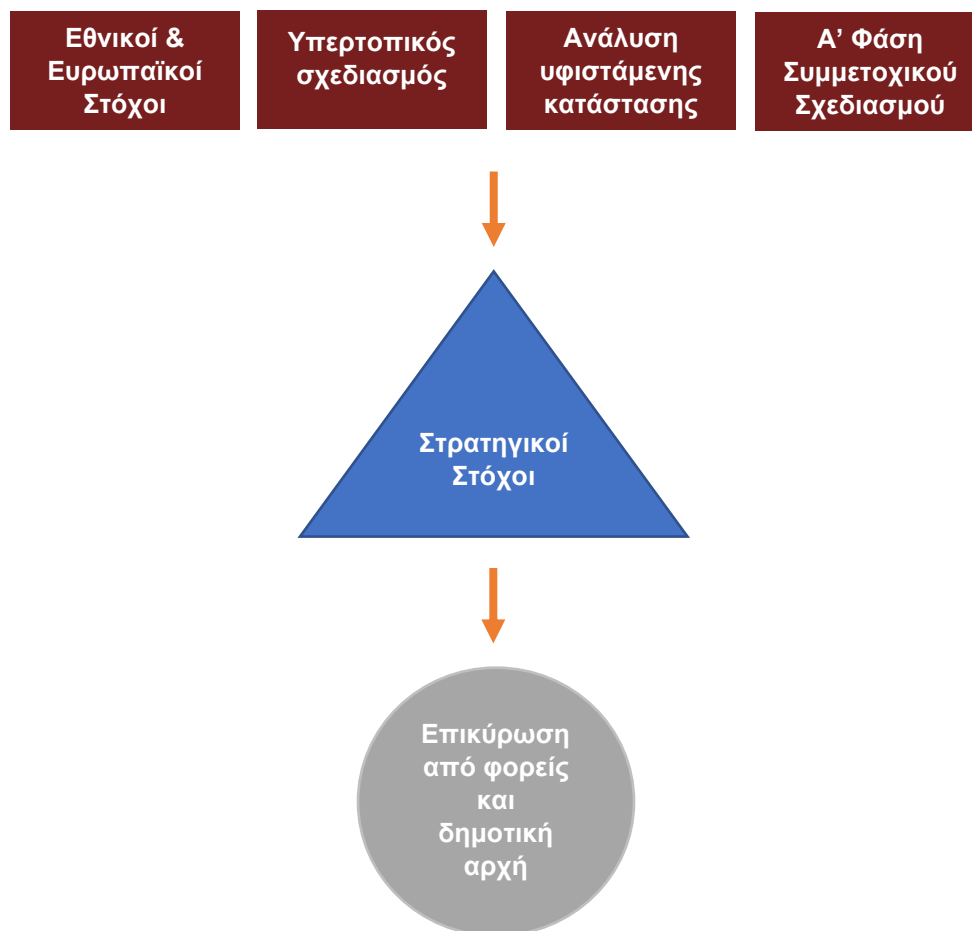 Εθνικοί &
Ευρωπαϊκοί
Στόχοι
Υπερτοπικός
σχεδιασμός
Ανάλυση
υφιστάμενης
κατάστασης
Α’ Φάση
Συμμετοχικού
Σχεδιασμού
Στρατηγικοί
Στόχοι
Επικύρωση
από φορείς
και
δημοτική
αρχή